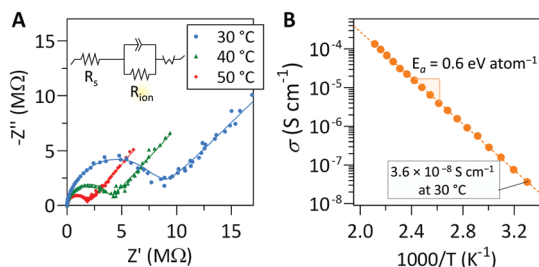 A
15
10
5
0
-Z" (MΩ)
0
5
10
15
Z' (MΩ)
R_s
R_ion
30 °C
40 °C
50 °C
B
10⁻⁴
10⁻⁵
10⁻⁶
10⁻⁷
10⁻⁸
σ (S cm⁻¹)
E_a = 0.6 eV atom⁻¹
3.6 × 10⁻⁸ S cm⁻¹
at 30 °C
2.0
2.4
2.8
3.2
1000/T (K⁻¹)